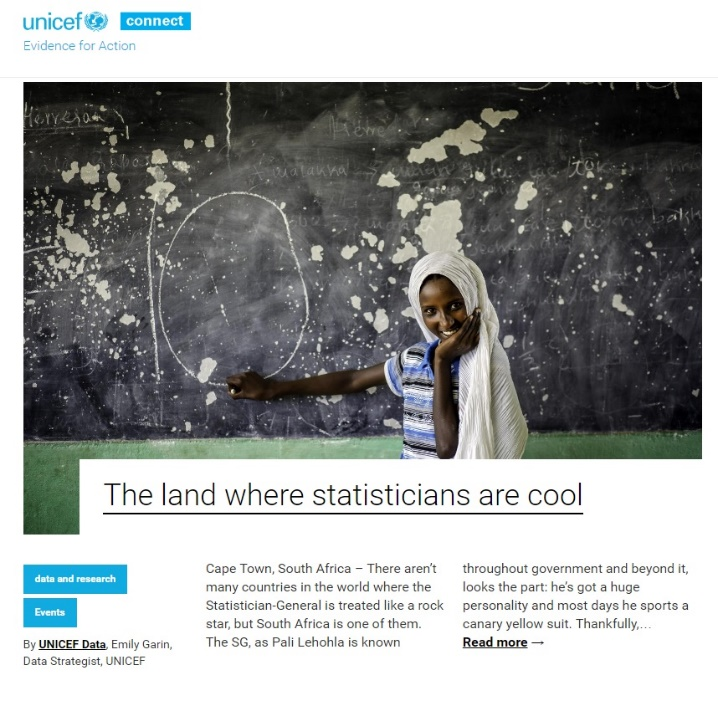 unicef connect
Evidence for Action
The land where statisticians are cool
data and research
Events
By UNICEF Data, Emily Garin,
Data Strategist, UNICEF
Cape Town, South Africa – There aren’t
many countries in the world where the
Statistician-General is treated like a rock
star, but South Africa is one of them.
The SG, as Pali Lehohla is known
throughout government and beyond it,
looks the part: he’s got a huge
personality and most days he sports a
canary yellow suit. Thankfully,…
Read more →